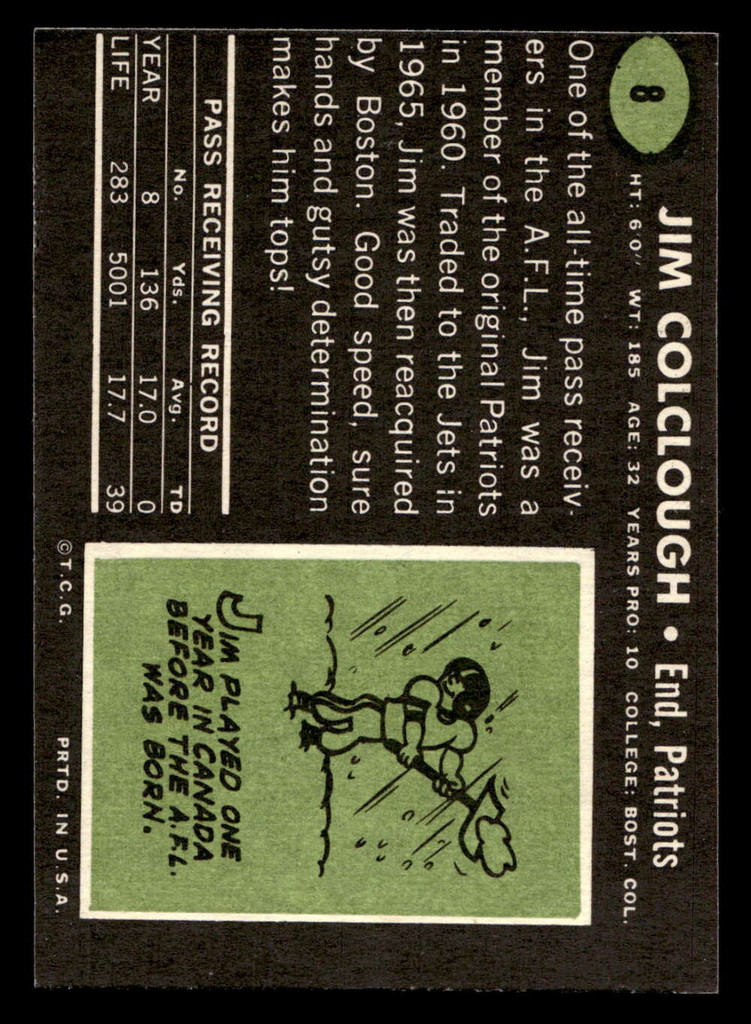 8
JIM COLCLOUGH • End, Patriots
HT: 6'0" WT: 185 AGE: 32 YEARS PRO: 10 COLLEGE: BOST. COL.
One of the all-time pass receiv-
ers in the A.F.L., Jim was a
member of the original Patriots
in 1960. Traded to the Jets in
1965, Jim was then reacquired
by Boston. Good speed, sure
hands and gutsy determination
makes him tops!
PASS RECEIVING RECORD
No. Yds. Avg. TD
YEAR 8 136 17.0 0
LIFE 283 5001 17.7 39
JIM PLAYED ONE
YEAR IN CANADA
BEFORE THE A.F.L.
WAS BORN.
© T.C.G. PRTD. IN U.S.A.